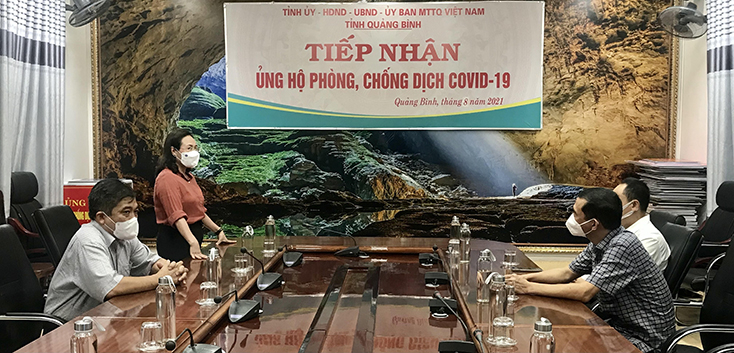 TỈNH ỦY - HĐND - UBND - ỦY BAN MTTQ VIỆT NAM
TỈNH QUẢNG BÌNH
TIẾP NHẬN
ỦNG HỘ PHÒNG, CHỐNG DỊCH COVID-19
Quảng Bình, tháng 8 năm 2021
ỦNG